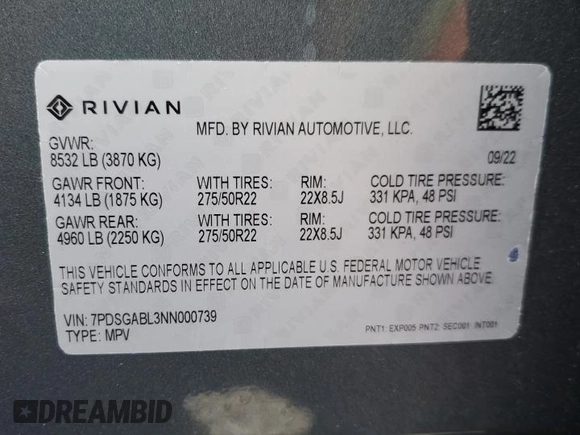 RIVIAN
MFD. BY RIVIAN AUTOMOTIVE, LLC.
GVWR:
8532 LB (3870 KG)
09/22
GAWR FRONT: WITH TIRES: RIM: COLD TIRE PRESSURE:
4134 LB (1875 KG) 275/50R22 22X8.5J 331 KPA, 48 PSI
GAWR REAR: WITH TIRES: RIM: COLD TIRE PRESSURE:
4960 LB (2250 KG) 275/50R22 22X8.5J 331 KPA, 48 PSI
THIS VEHICLE CONFORMS TO ALL APPLICABLE U.S. FEDERAL MOTOR VEHICLE
SAFETY STANDARDS IN EFFECT ON THE DATE OF MANUFACTURE SHOWN ABOVE.
VIN: 7PDSGABL3NN000739
TYPE: MPV
PNT1: EXP005 PNT2: SEC001 INT001
DREAMBID